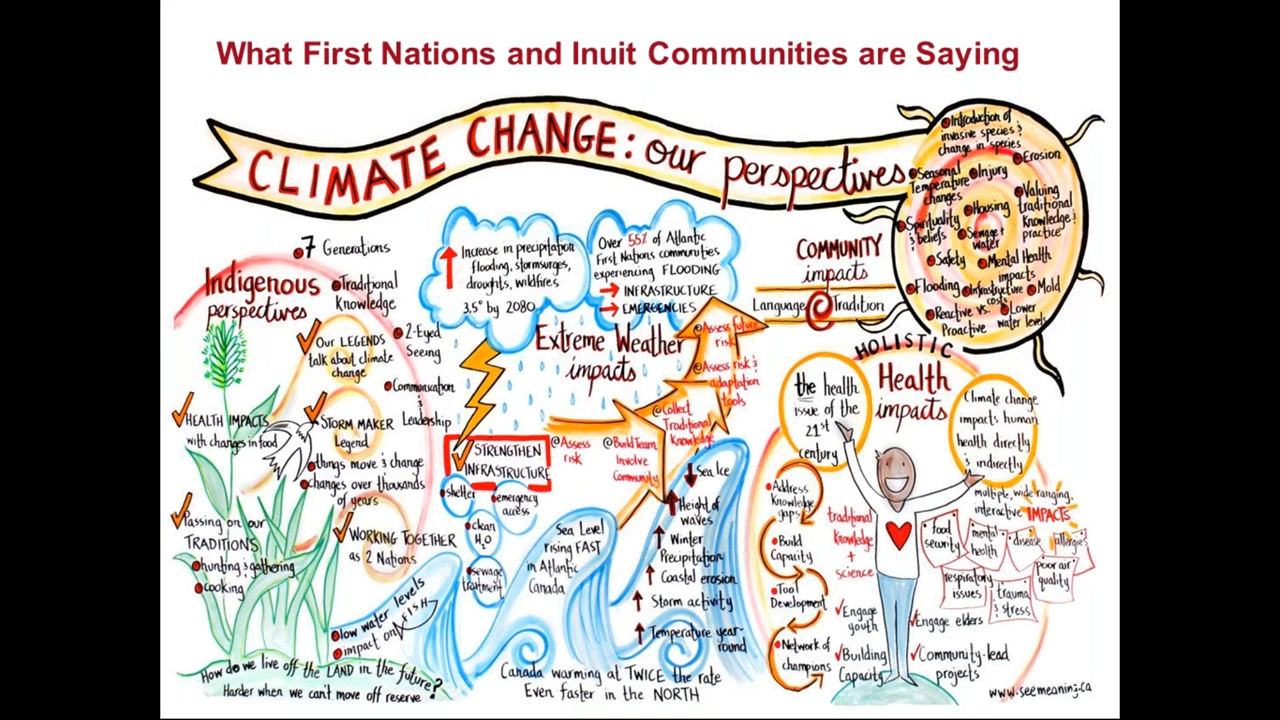 What First Nations and Inuit Communities are Saying
CLIMATE CHANGE: our perspectives
Introduction of
invasive species &
change in species
Erosion
Seasonal
Temperature
changes
Injury
Valuing
traditional
knowledge &
practice
Housing
Spirituality
& beliefs
Sewage +
water
Safety
Mental Health
impacts
Flooding
Infrastructure
costs
Mold
Reactive vs.
Proactive
Lower
water levels
7 Generations
Indigenous
perspectives
Traditional
Knowledge
Our LEGENDS
talk about climate
change
2-Eyed
Seeing
Communication
&
Leadership
HEALTH IMPACTS
with changes in food
STORM MAKER
Legend
things move & change
changes over thousands
of years
Passing on our
TRADITIONS
hunting & gathering
cooking
WORKING TOGETHER
as 2 Nations
low water levels
impact on FISH
How do we live off the LAND in the future?
Harder when we can't move off reserve
Increase in precipitation
flooding, stormsurges,
droughts, wildfires
3.5° by 2080
Over 55% of Atlantic
First Nations communities
experiencing FLOODING
→ INFRASTRUCTURE
→ EMERGENCIES
Extreme Weather
impacts
STRENGTHEN
INFRASTRUCTURE
shelter
emergency
access
clean
H₂O
sewage
treatment
@Assess
risk
@Build Team
Involve
Community
@Collect
Traditional
Knowledge
@Assess risk &
adaptation
tools
@Assess future
risk
Sea Level
rising FAST
in Atlantic
Canada
Sea Ice
Height of
waves
Winter
Precipitation
Coastal erosion
Storm activity
Temperature year-
round
Canada warming at TWICE the rate
Even faster in the NORTH
COMMUNITY
impacts
Language
Tradition
HOLISTIC
Health
impacts
the health
issue of the
21st
century
Climate change
impacts human
health directly
& indirectly
Address
Knowledge
gaps
Build
Capacity
Tool
Development
Network of
champions
traditional
knowledge
+
science
multiple, wide ranging,
interactive IMPACTS
food
security
mental
health
disease
allergies
respiratory
issues
trauma
& stress
poor air
quality
Engage
youth
Engage elders
Building
Capacity
Community-lead
projects
www.seemeaning.ca